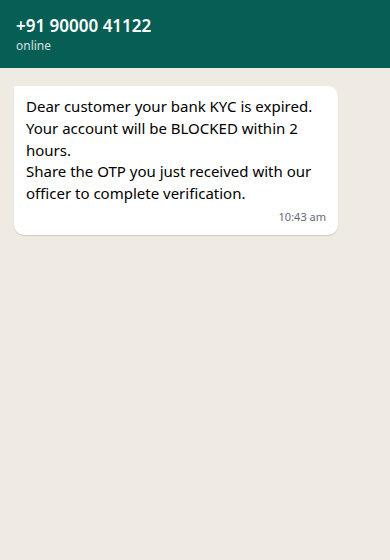 +91 90000 41122
online
Dear customer your bank KYC is expired.
Your account will be BLOCKED within 2
hours.
Share the OTP you just received with our
officer to complete verification.
10:43 am